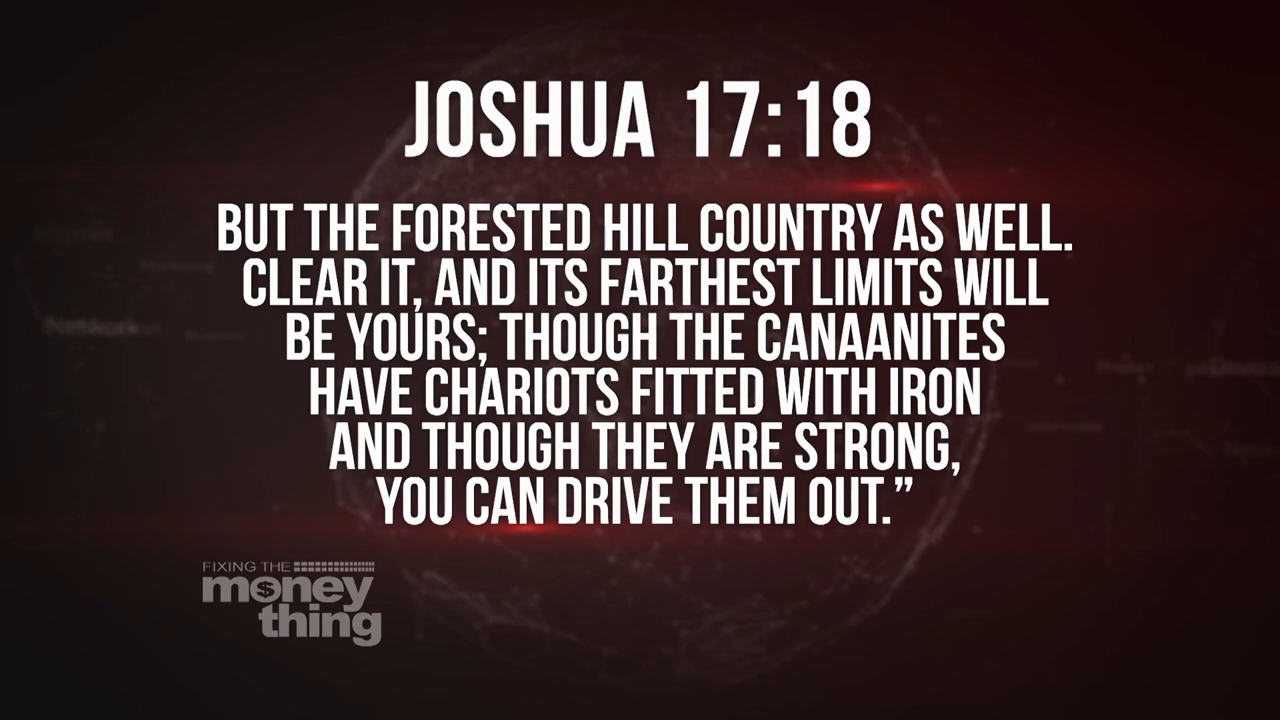 JOSHUA 17:18
BUT THE FORESTED HILL COUNTRY AS WELL.
CLEAR IT, AND ITS FARTHEST LIMITS WILL
BE YOURS; THOUGH THE CANAANITES
HAVE CHARIOTS FITTED WITH IRON
AND THOUGH THEY ARE STRONG,
YOU CAN DRIVE THEM OUT.”
FIXING THE
money
thing
Network